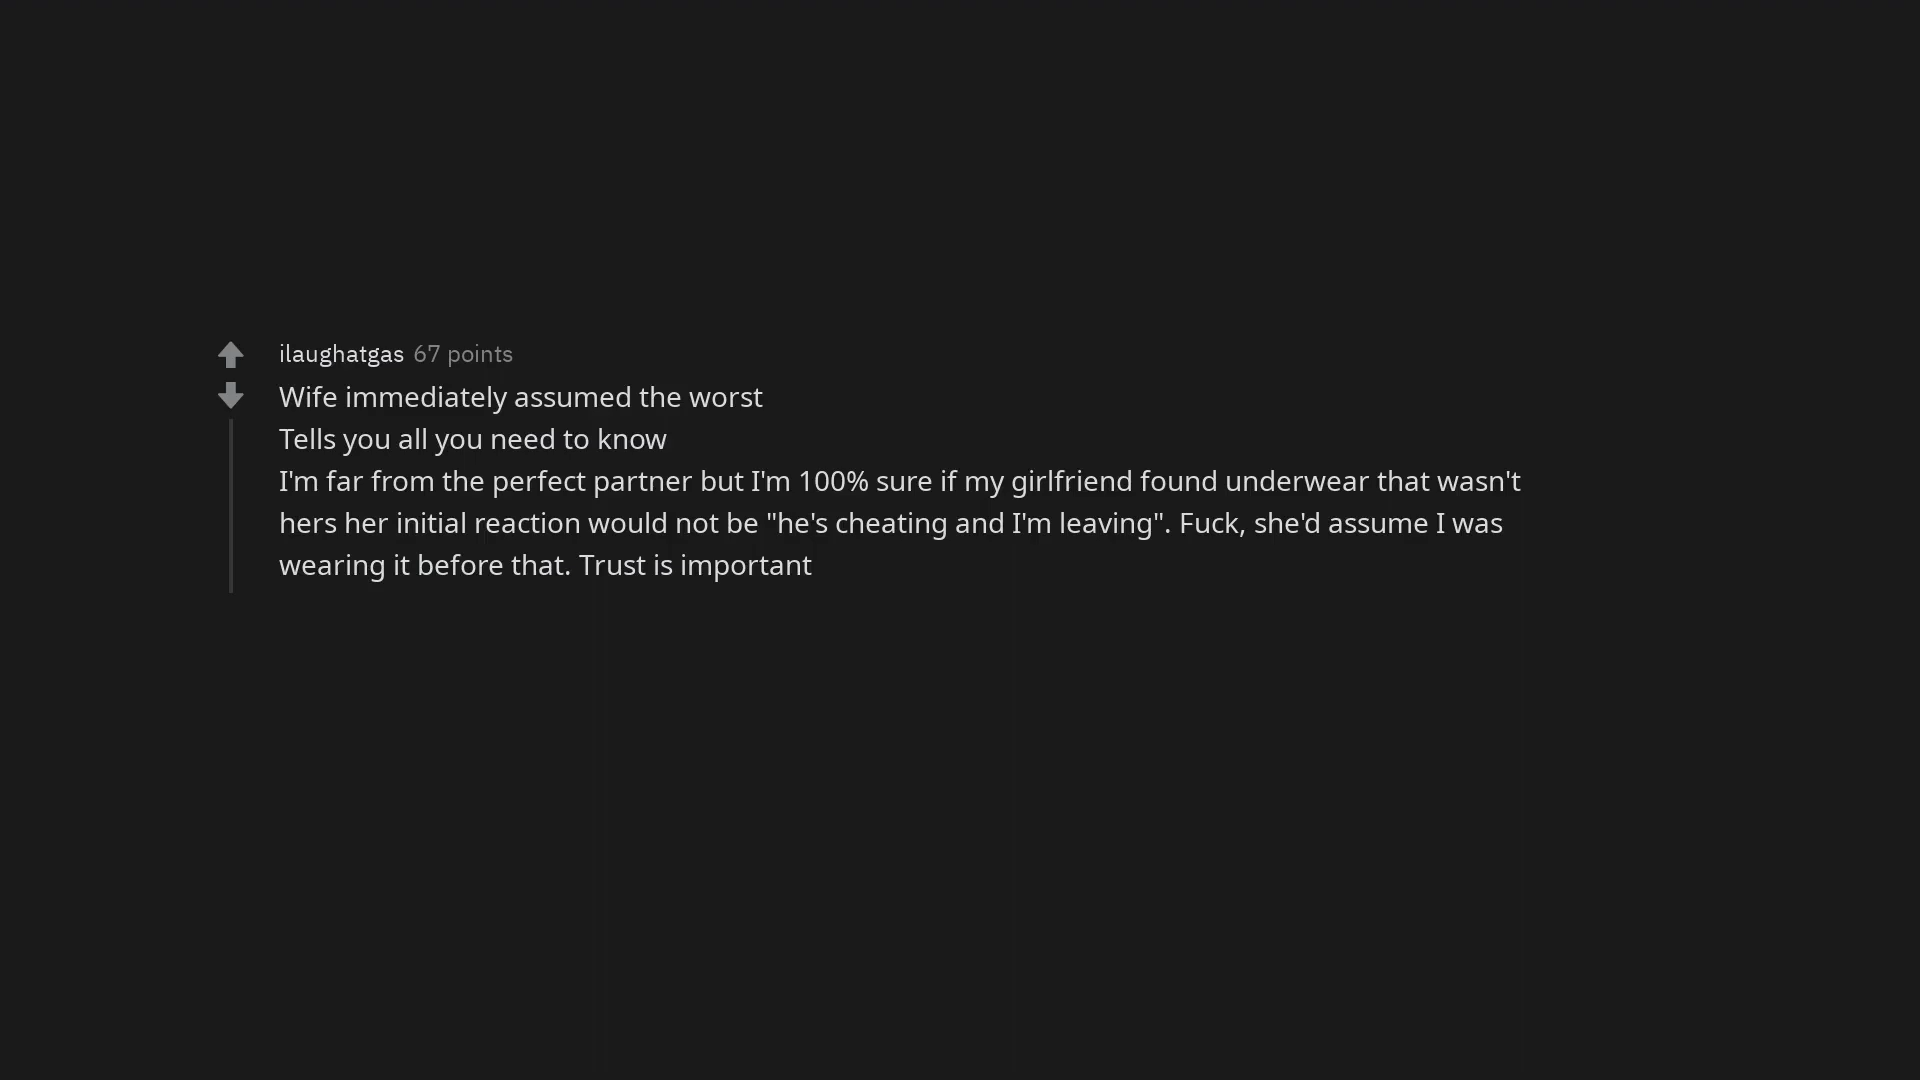 ilaughatgas 67 points
Wife immediately assumed the worst
Tells you all you need to know
I'm far from the perfect partner but I'm 100% sure if my girlfriend found underwear that wasn't
hers her initial reaction would not be "he's cheating and I'm leaving". Fuck, she'd assume I was
wearing it before that. Trust is important